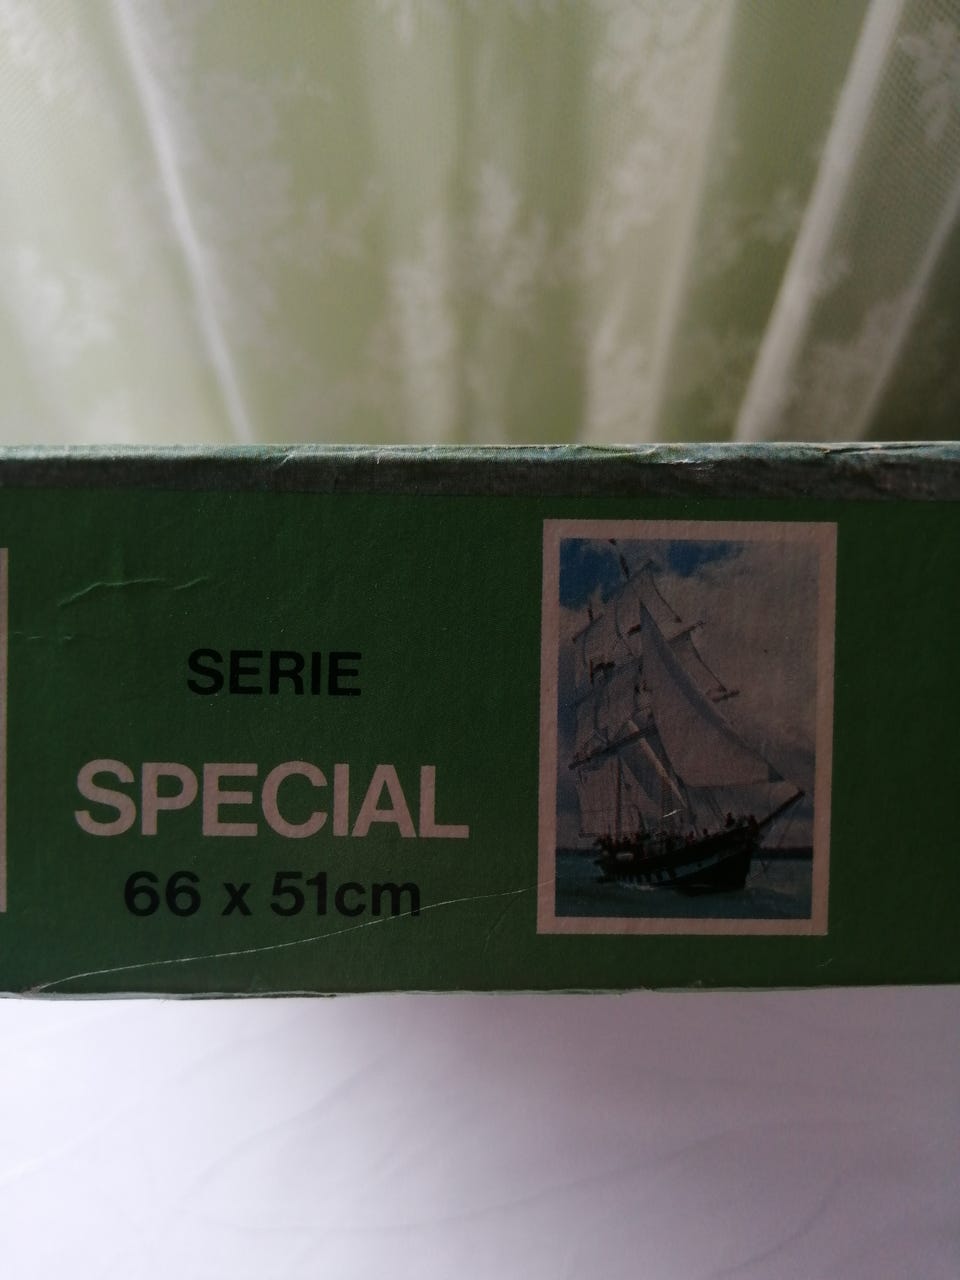 SERIE
SPECIAL
66 x 51cm